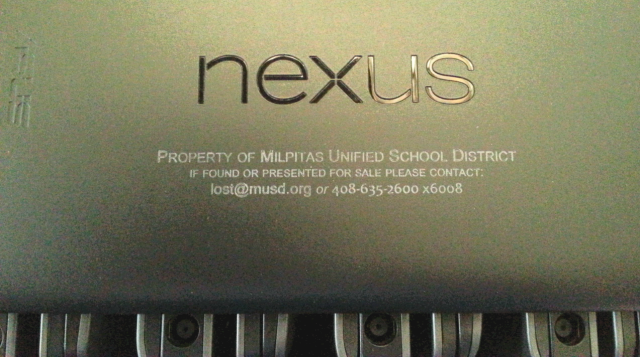 nexus
PROPERTY OF MILPITAS UNIFIED SCHOOL DISTRICT
IF FOUND OR PRESENTED FOR SALE PLEASE CONTACT:
lost@musd.org or 408-635-2600 x6008